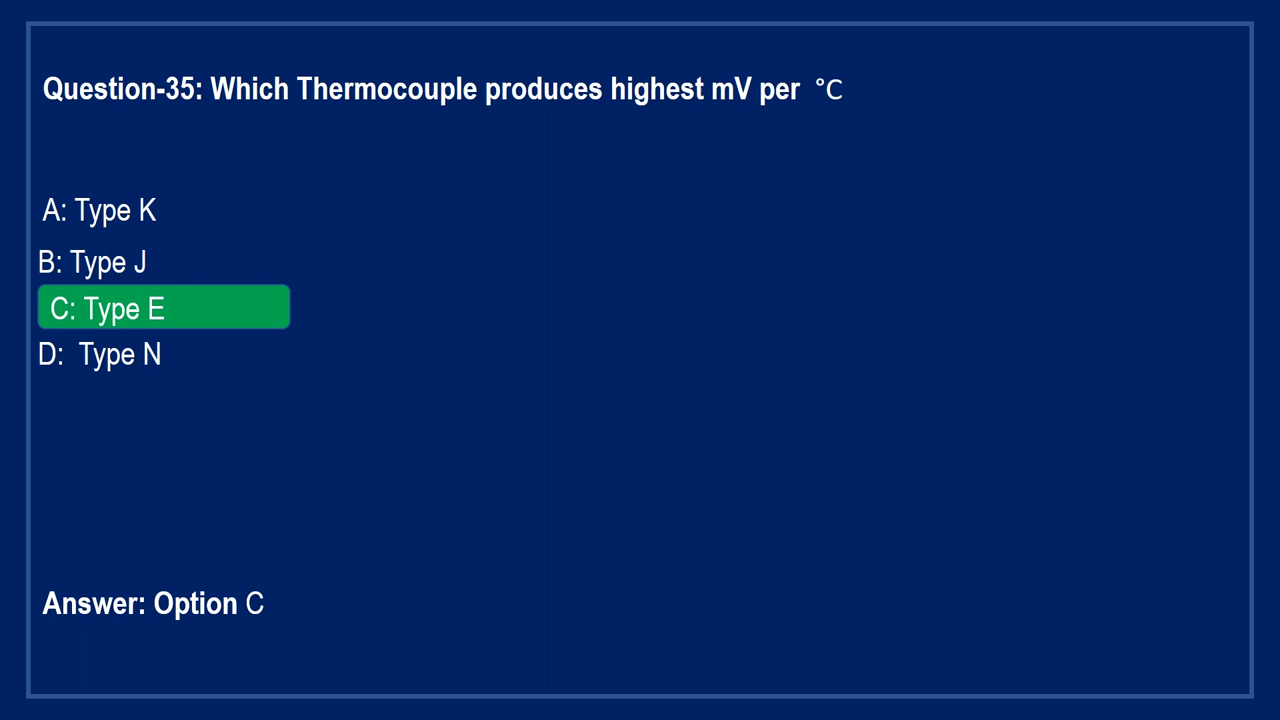 Question-35: Which Thermocouple produces highest mV per °C
A: Type K
B: Type J
C: Type E
D: Type N
Answer: Option C